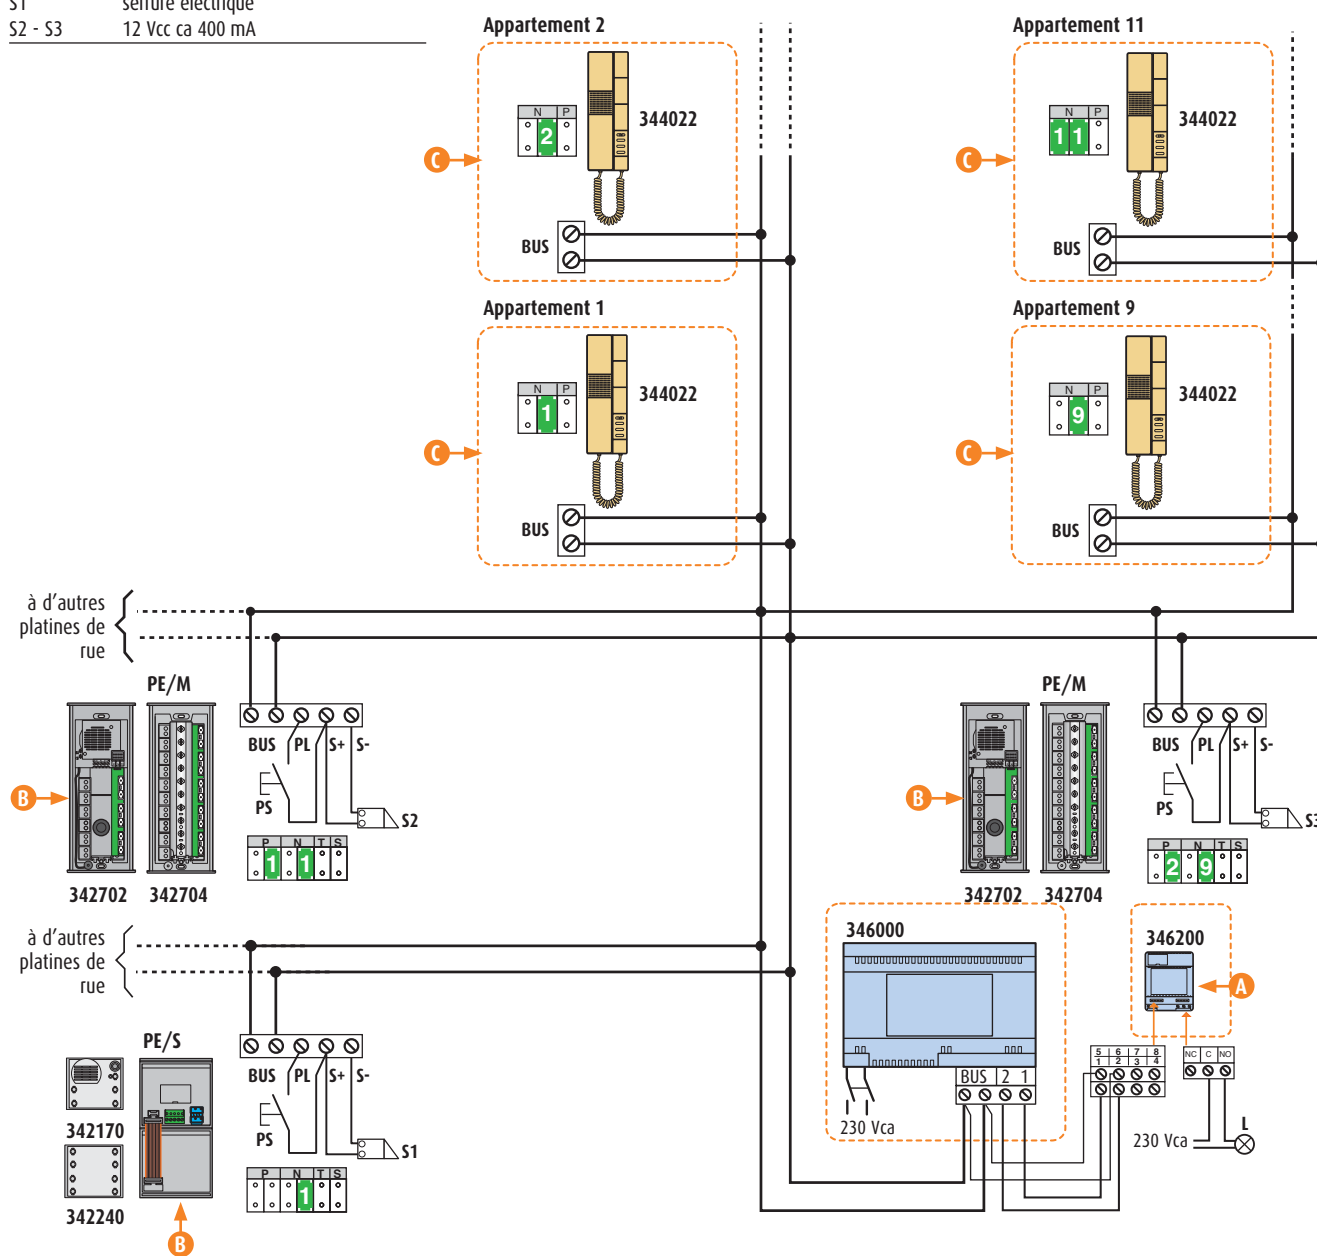 S1 serrure électrique
S2 - S3 12 Vcc ca 400 mA
Appartement 2
Appartement 11
N P
2
344022
N P
1 1
344022
C
C
BUS
BUS
Appartement 1
Appartement 9
N P
1
344022
N P
9
344022
C
C
BUS
BUS
à d'autres
platines de
rue
PE/M
PE/M
BUS PL S+ S-
BUS PL S+ S-
B
PS
S2
B
PS
S3
P N T S
1 1
P N T S
2 9
342702 342704
342702 342704
à d'autres
platines de
rue
346000
346200
A
PE/S
5 6 7 8
1 2 3 4
NC C NO
BUS PL S+ S-
BUS 2 1
342170
PS
S1
230 Vca
230 Vca
L
P N T S
1
342240
B